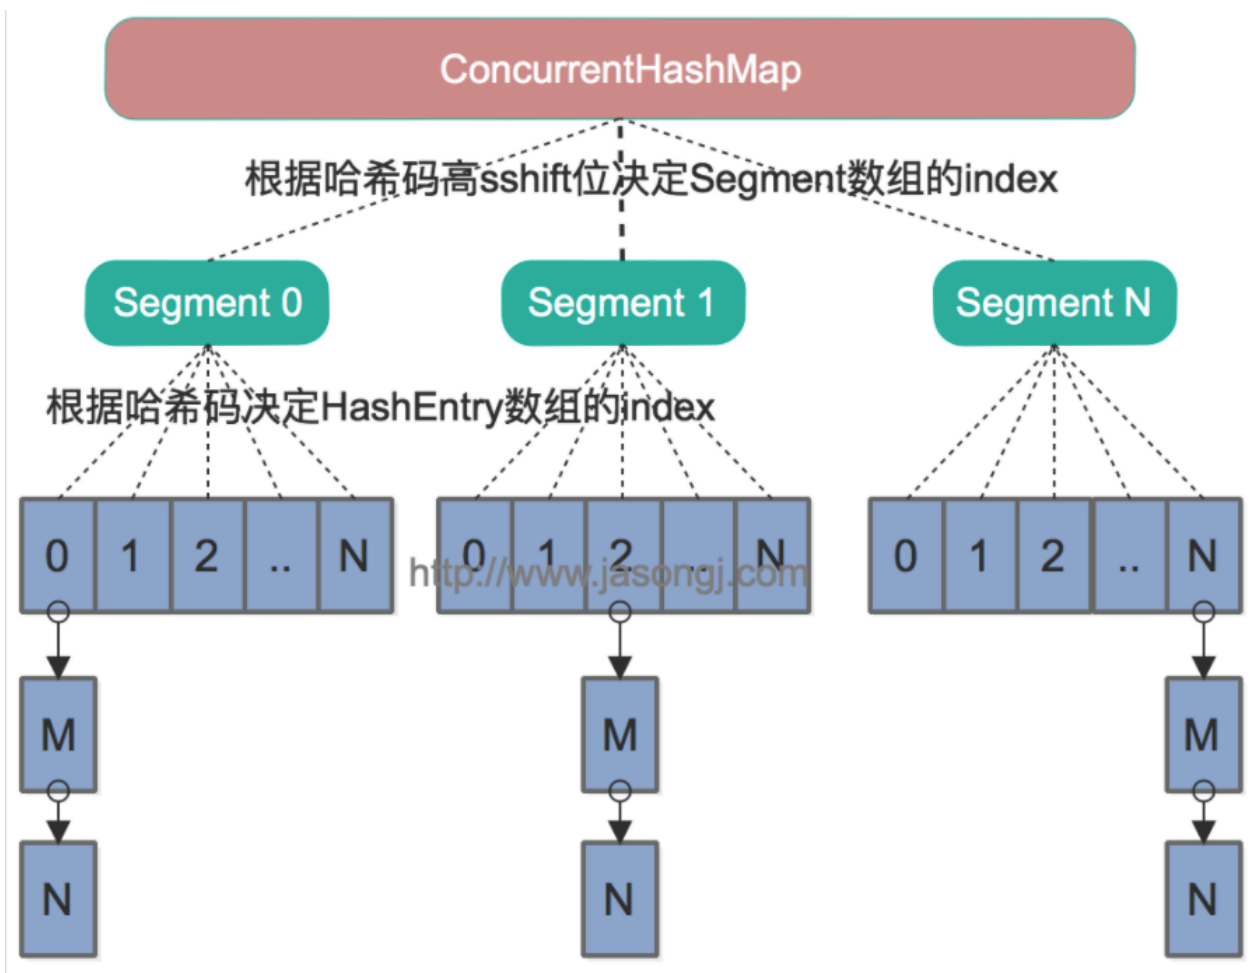 ConcurrentHashMap
根据哈希码高sshift位决定Segment数组的index
Segment 0 Segment 1 Segment N
根据哈希码决定HashEntry数组的index
0 1 2 .. N 0 1 2 .. N 0 1 2 .. N
http://www.jasongj.com
M M M
N N N